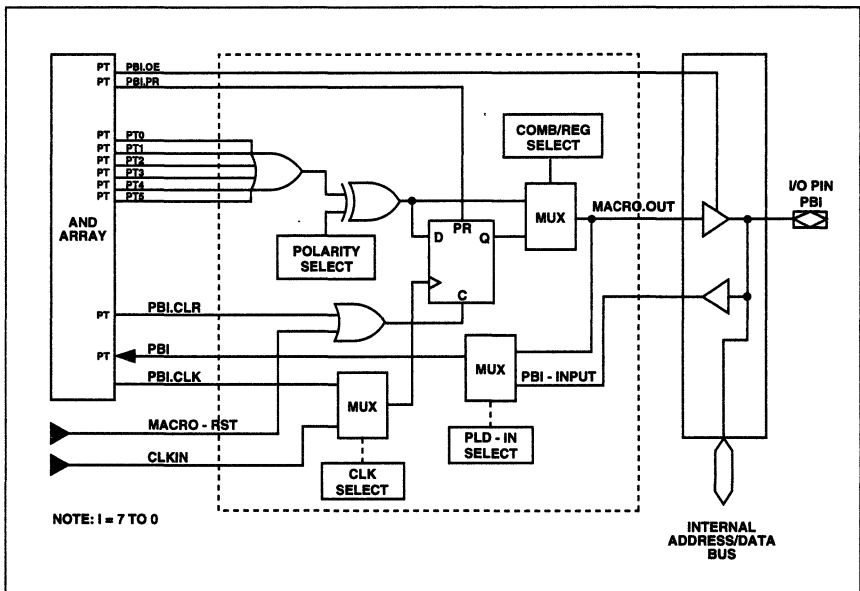 PT PBI.OE
PT PBI.PR
PT PT0
PT PT1
PT PT2
PT PT3
PT PT4
PT PT5
AND
ARRAY
COMB/REG
SELECT
MUX
MACRO.OUT
I/O PIN
PBI
POLARITY
SELECT
PR
D
Q
C
PT PBI.CLR
PT PBI
MUX
PBI - INPUT
PBI.CLK
MUX
MACRO - RST
PLD - IN
SELECT
CLKIN
CLK
SELECT
NOTE: I = 7 TO 0
INTERNAL
ADDRESS/DATA
BUS